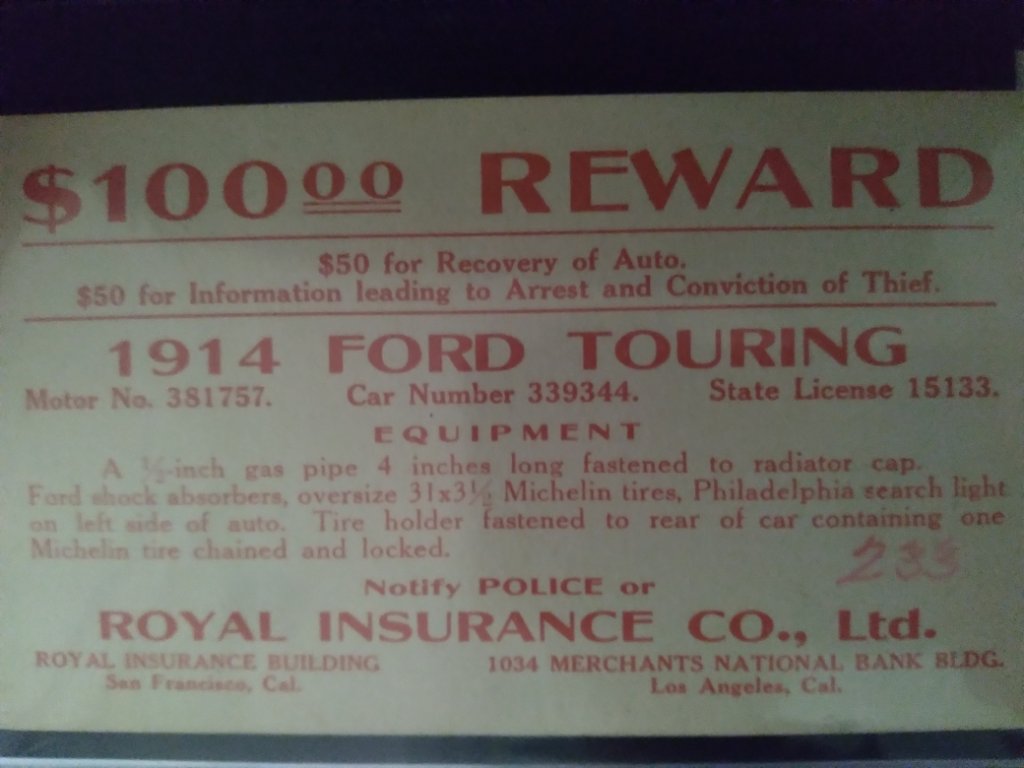 $100 00 REWARD
$50 for Recovery of Auto.
$50 for Information leading to Arrest and Conviction of Thief.
1914 FORD TOURING
Motor No. 381757. Car Number 339344. State License 15133.
EQUIPMENT
A ½-inch gas pipe 4 inches long fastened to radiator cap.
Ford shock absorbers, oversize 31x3½ Michelin tires, Philadelphia search light
on left side of auto. Tire holder fastened to rear of car containing one
Michelin tire chained and locked.
233
Notify POLICE or
ROYAL INSURANCE CO., Ltd.
ROYAL INSURANCE BUILDING 1034 MERCHANTS NATIONAL BANK BLDG.
San Francisco, Cal. Los Angeles, Cal.